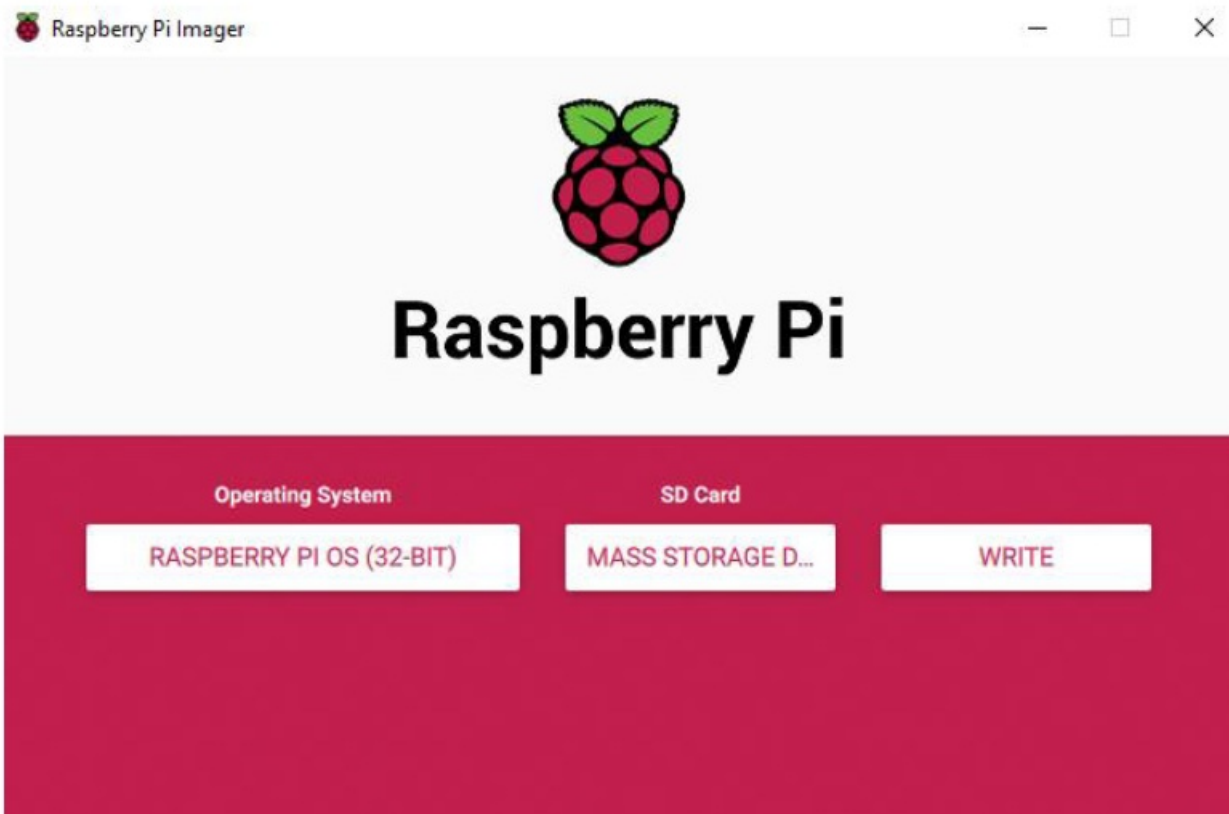 Raspberry Pi Imager
Raspberry Pi
Operating System
SD Card
RASPBERRY PI OS (32-BIT)
MASS STORAGE D...
WRITE